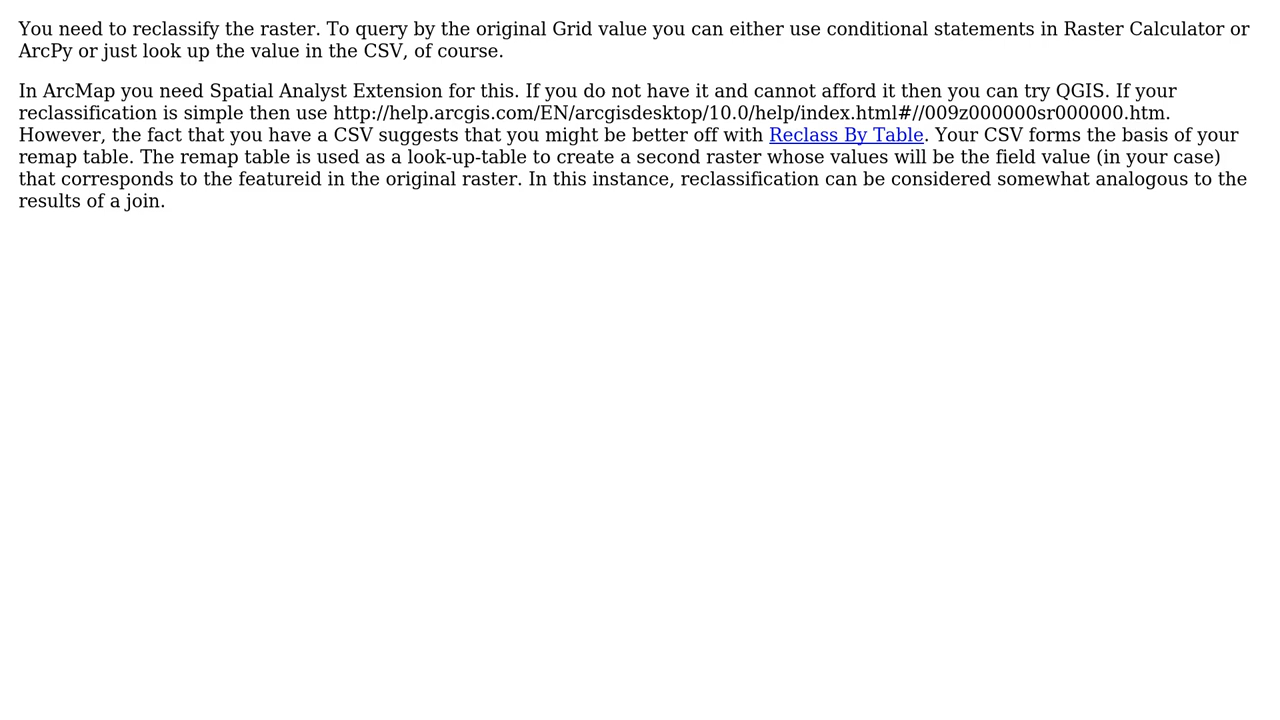 You need to reclassify the raster. To query by the original Grid value you can either use conditional statements in Raster Calculator or
ArcPy or just look up the value in the CSV, of course.
In ArcMap you need Spatial Analyst Extension for this. If you do not have it and cannot afford it then you can try QGIS. If your
reclassification is simple then use http://help.arcgis.com/EN/arcgisdesktop/10.0/help/index.html#//009z000000sr000000.htm.
However, the fact that you have a CSV suggests that you might be better off with Reclass By Table. Your CSV forms the basis of your
remap table. The remap table is used as a look-up-table to create a second raster whose values will be the field value (in your case)
that corresponds to the featureid in the original raster. In this instance, reclassification can be considered somewhat analogous to the
results of a join.